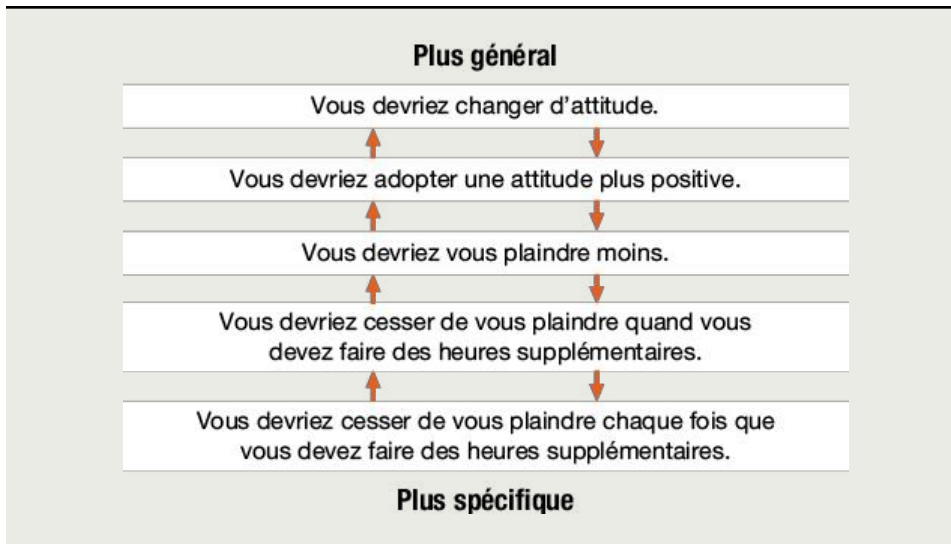 Plus général
Vous devriez changer d'attitude.
Vous devriez adopter une attitude plus positive.
Vous devriez vous plaindre moins.
Vous devriez cesser de vous plaindre quand vous
devez faire des heures supplémentaires.
Vous devriez cesser de vous plaindre chaque fois que
vous devez faire des heures supplémentaires.
Plus spécifique